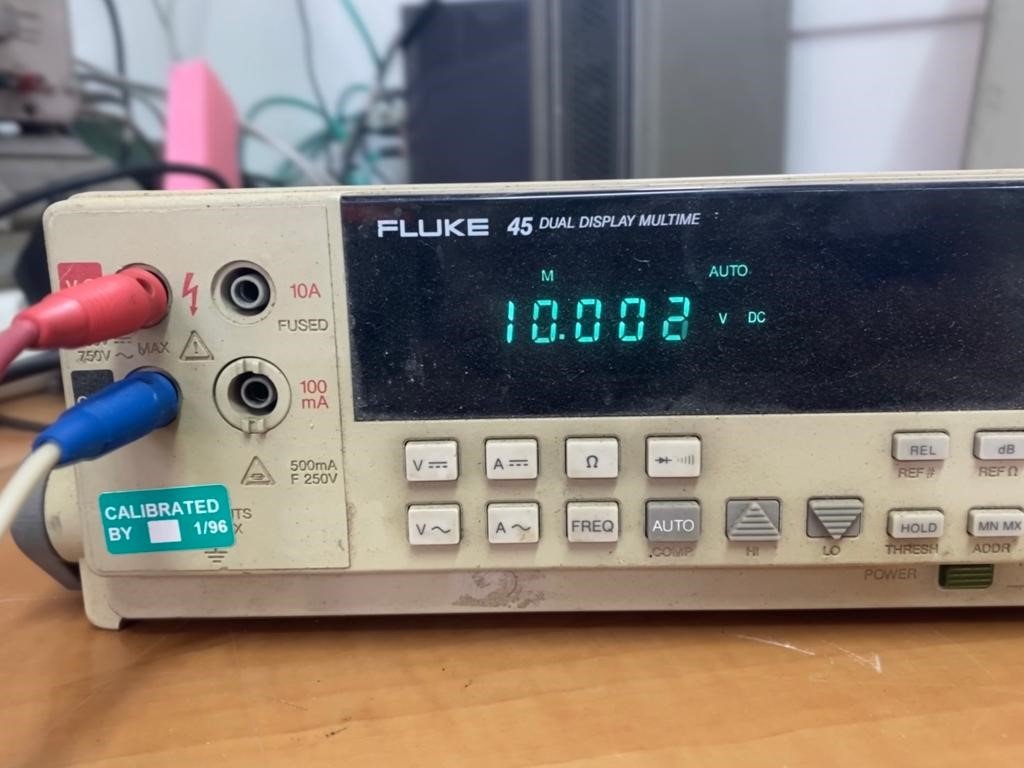 FLUKE 45 DUAL DISPLAY MULTIME
M
AUTO
10.002 V DC
10A
FUSED
750V MAX
100
mA
500mA
F 250V
CALIBRATED
BY 1/96
V A Ω
REL dB
REF# REF Ω
V A FREQ AUTO
HOLD MN MX
COMP HI LO THRESH ADDR
POWER